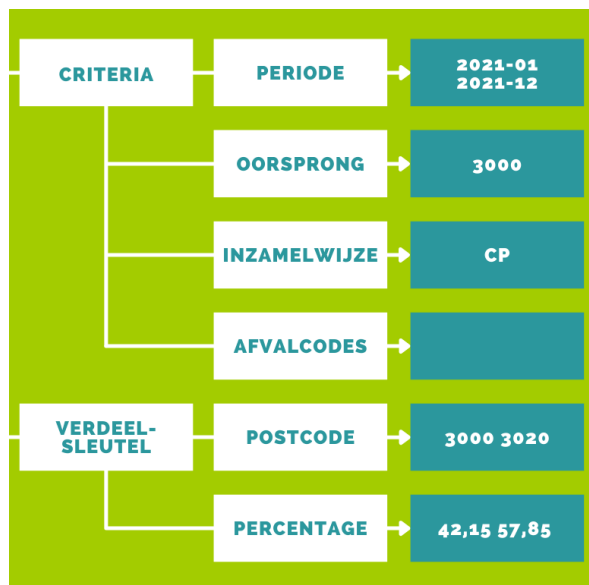 CRITERIA
PERIODE
2021-01
2021-12
OORSPRONG
3000
INZAMELWIJZE
CP
AFVALCODES
VERDEEL-
SLEUTEL
POSTCODE
3000 3020
PERCENTAGE
42,15 57,85